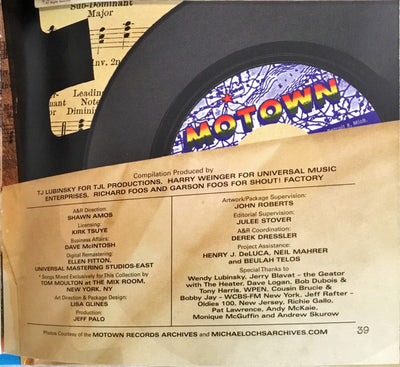 Sub-Dominant
Major
Inv. 2n
Leading
Note
Major
Dimini
MOTOWN
Compilation Produced by
TJ LUBINSKY FOR TJL PRODUCTIONS, HARRY WEINGER FOR UNIVERSAL MUSIC
ENTERPRISES, RICHARD FOOS AND GARSON FOOS FOR SHOUT! FACTORY
A&R Direction:
SHAWN AMOS
Licensing:
KIRK TSUYE
Business Affairs:
DAVE McINTOSH
Digital Remastering:
ELLEN FITTON,
UNIVERSAL MASTERING STUDIOS-EAST
* Songs Mixed Exclusively for This Collection by
TOM MOULTON at THE MIX ROOM,
NEW YORK, NY
Art Direction & Package Design:
LISA GLINES
Production:
JEFF PALO
Artwork/Package Supervision:
JOHN ROBERTS
Editorial Supervision:
JULEE STOVER
A&R Coordination:
DEREK DRESSLER
Project Assistance:
HENRY J. DeLUCA, NEIL MAHRER
and BEULAH TELOS
Special Thanks to
Wendy Lubinsky, Jerry Blavat - the Geator
with The Heater, Dave Logan, Bob Dubois &
Tony Harris, WPEN, Cousin Brucie &
Bobby Jay - WCBS-FM New York, Jeff Rafter -
Oldies 100, New Jersey, Richie Gallo,
Pat Lawrence, Andy McKaie,
Monique McGuffin and Andrew Skurow
Photos Courtesy of the MOTOWN RECORDS ARCHIVES and MICHAELOCHSARCHIVES.COM
39